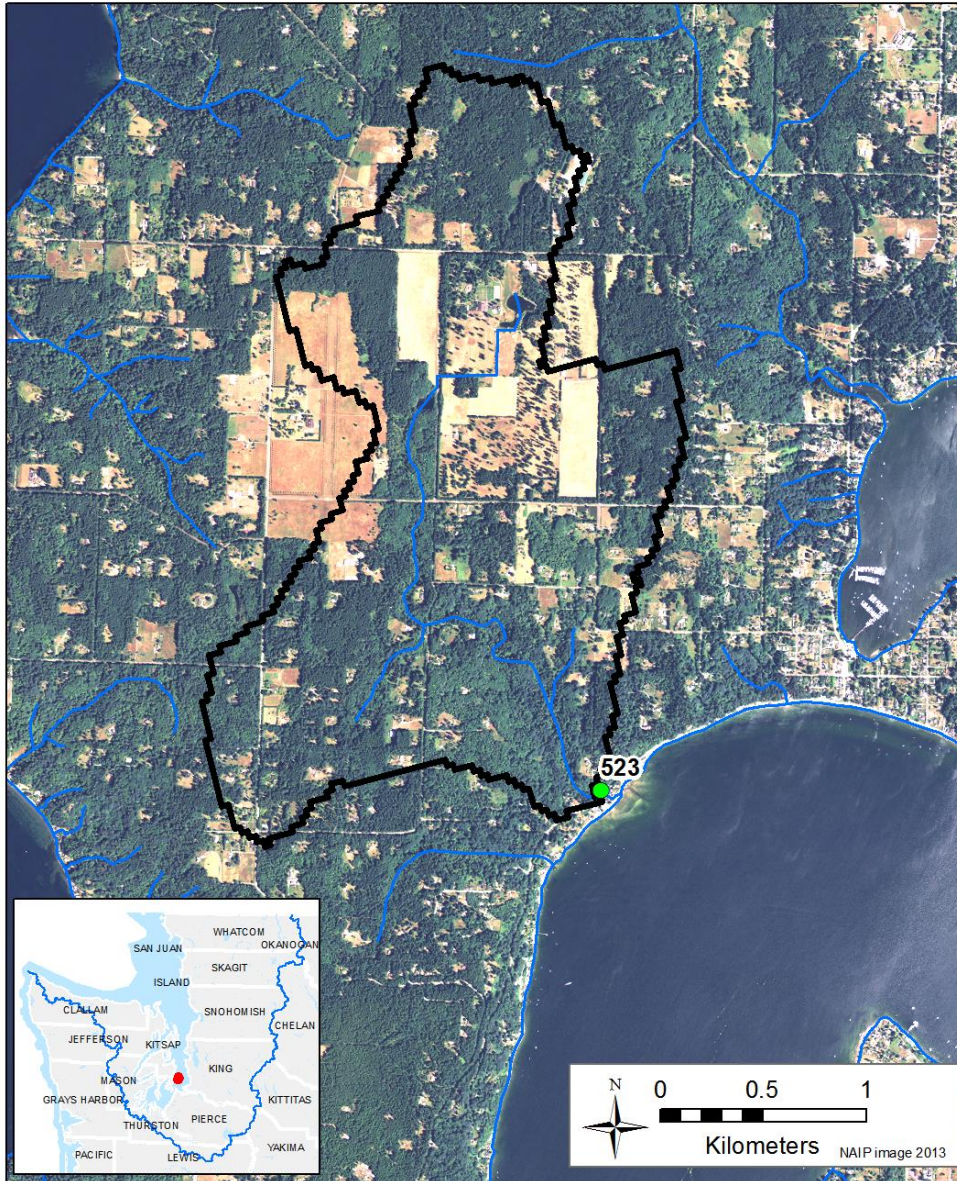 523
WHATCOM
SAN JUAN
OKANOGAN
SKAGIT
ISLAND
SNOHOMISH
CLALLAM
CHELAN
JEFFERSON
KITSAP
KING
MASON
GRAYS HARBOR
KITTITAS
PIERCE
THURSTON
YAKIMA
PACIFIC
LEWIS
N
0 0.5 1
Kilometers
NAIP image 2013